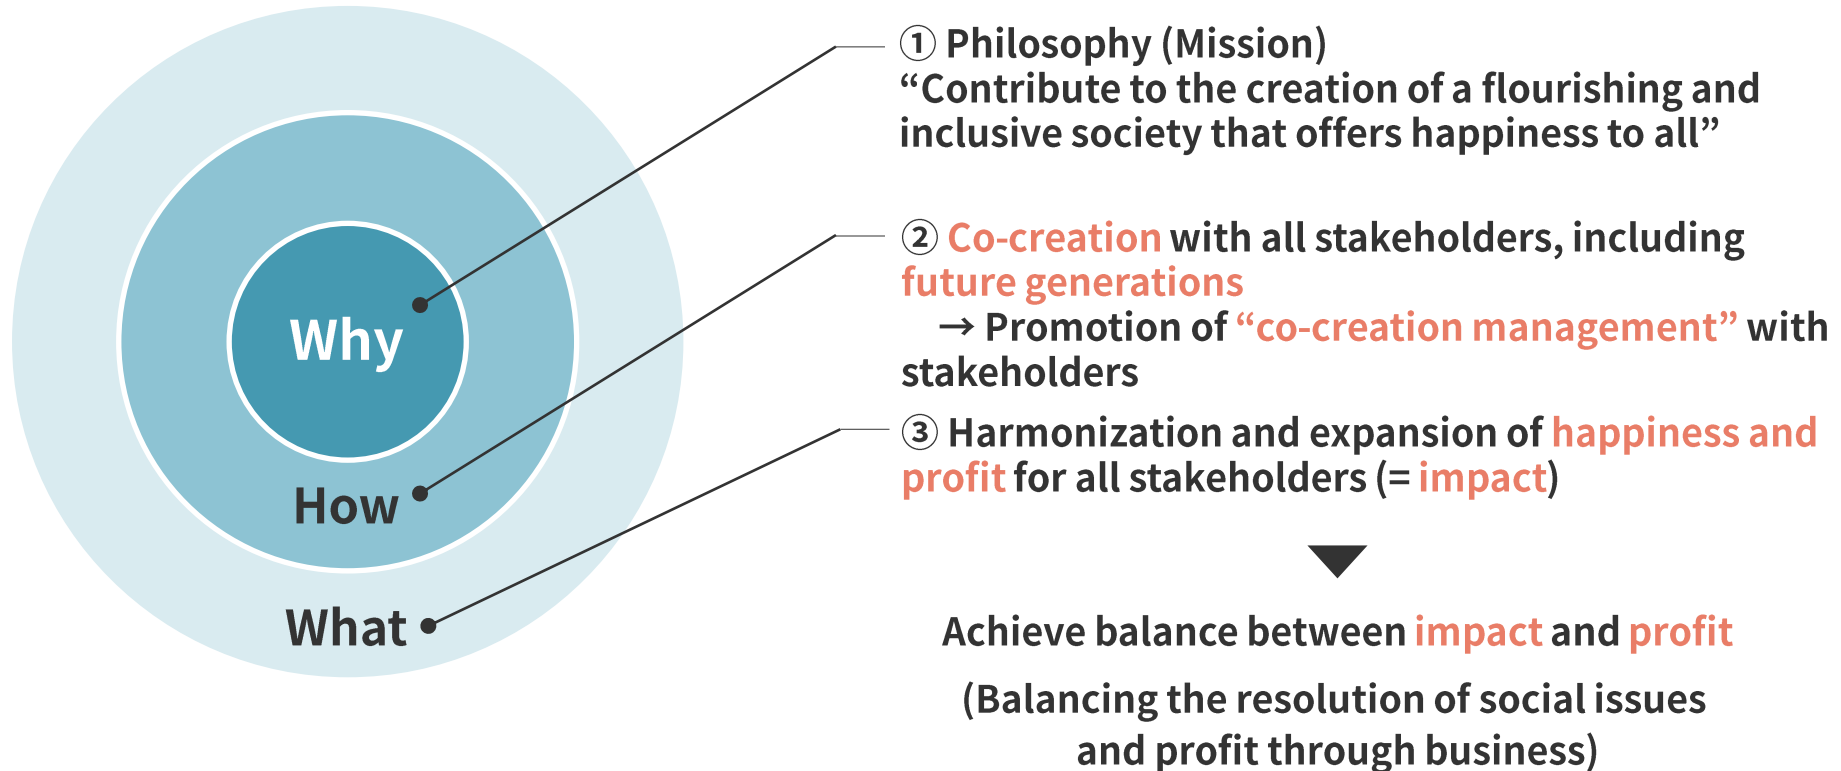 Why
How
What
① Philosophy (Mission)
“Contribute to the creation of a flourishing and
inclusive society that offers happiness to all”
② Co-creation with all stakeholders, including
future generations
→ Promotion of “co-creation management” with
stakeholders
③ Harmonization and expansion of happiness and
profit for all stakeholders (= impact)
Achieve balance between impact and profit
(Balancing the resolution of social issues
and profit through business)